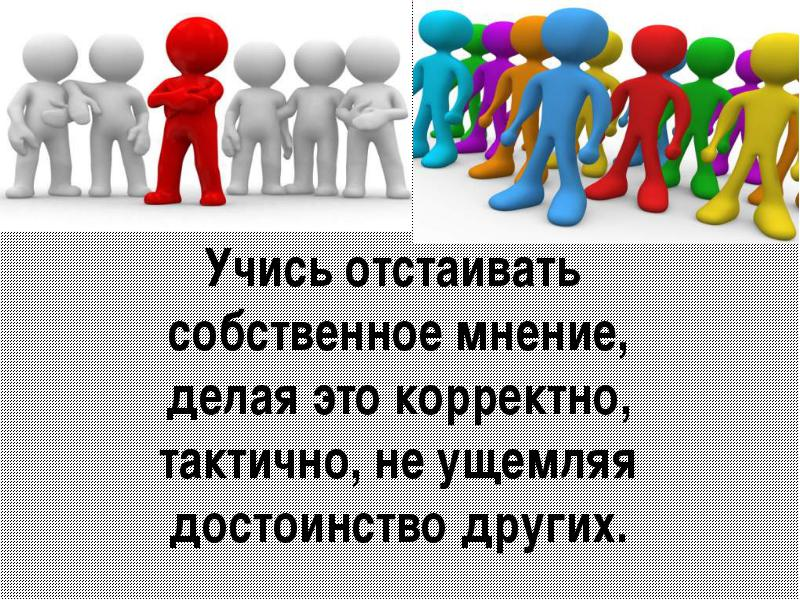 Учись отстаивать
собственное мнение,
делая это корректно,
тактично, не ущемляя
достоинство других.